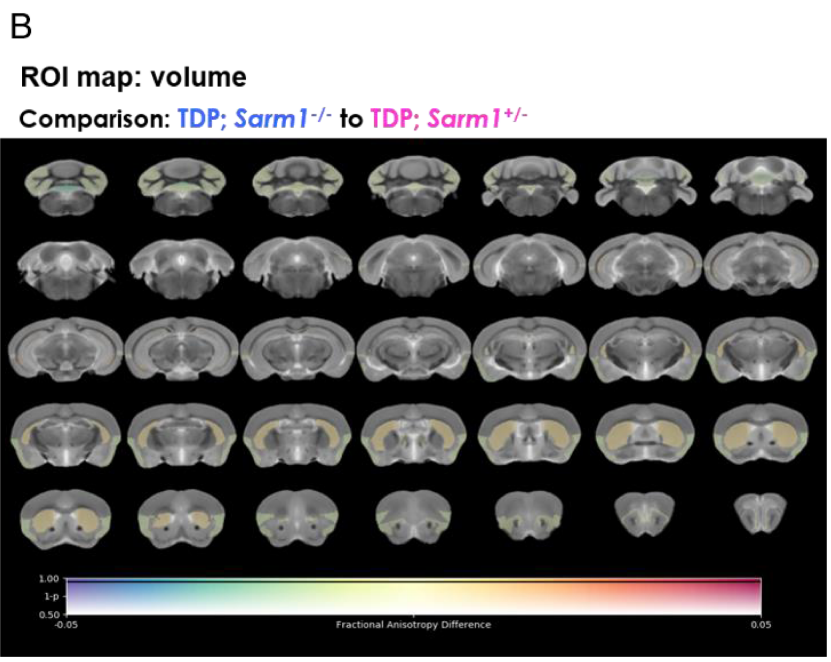 B
ROI map: volume
Comparison: TDP; Sarm1-/- to TDP; Sarm1+/-
1.00
1-p
0.50
-0.05
Fractional Anisotropy Difference
0.05